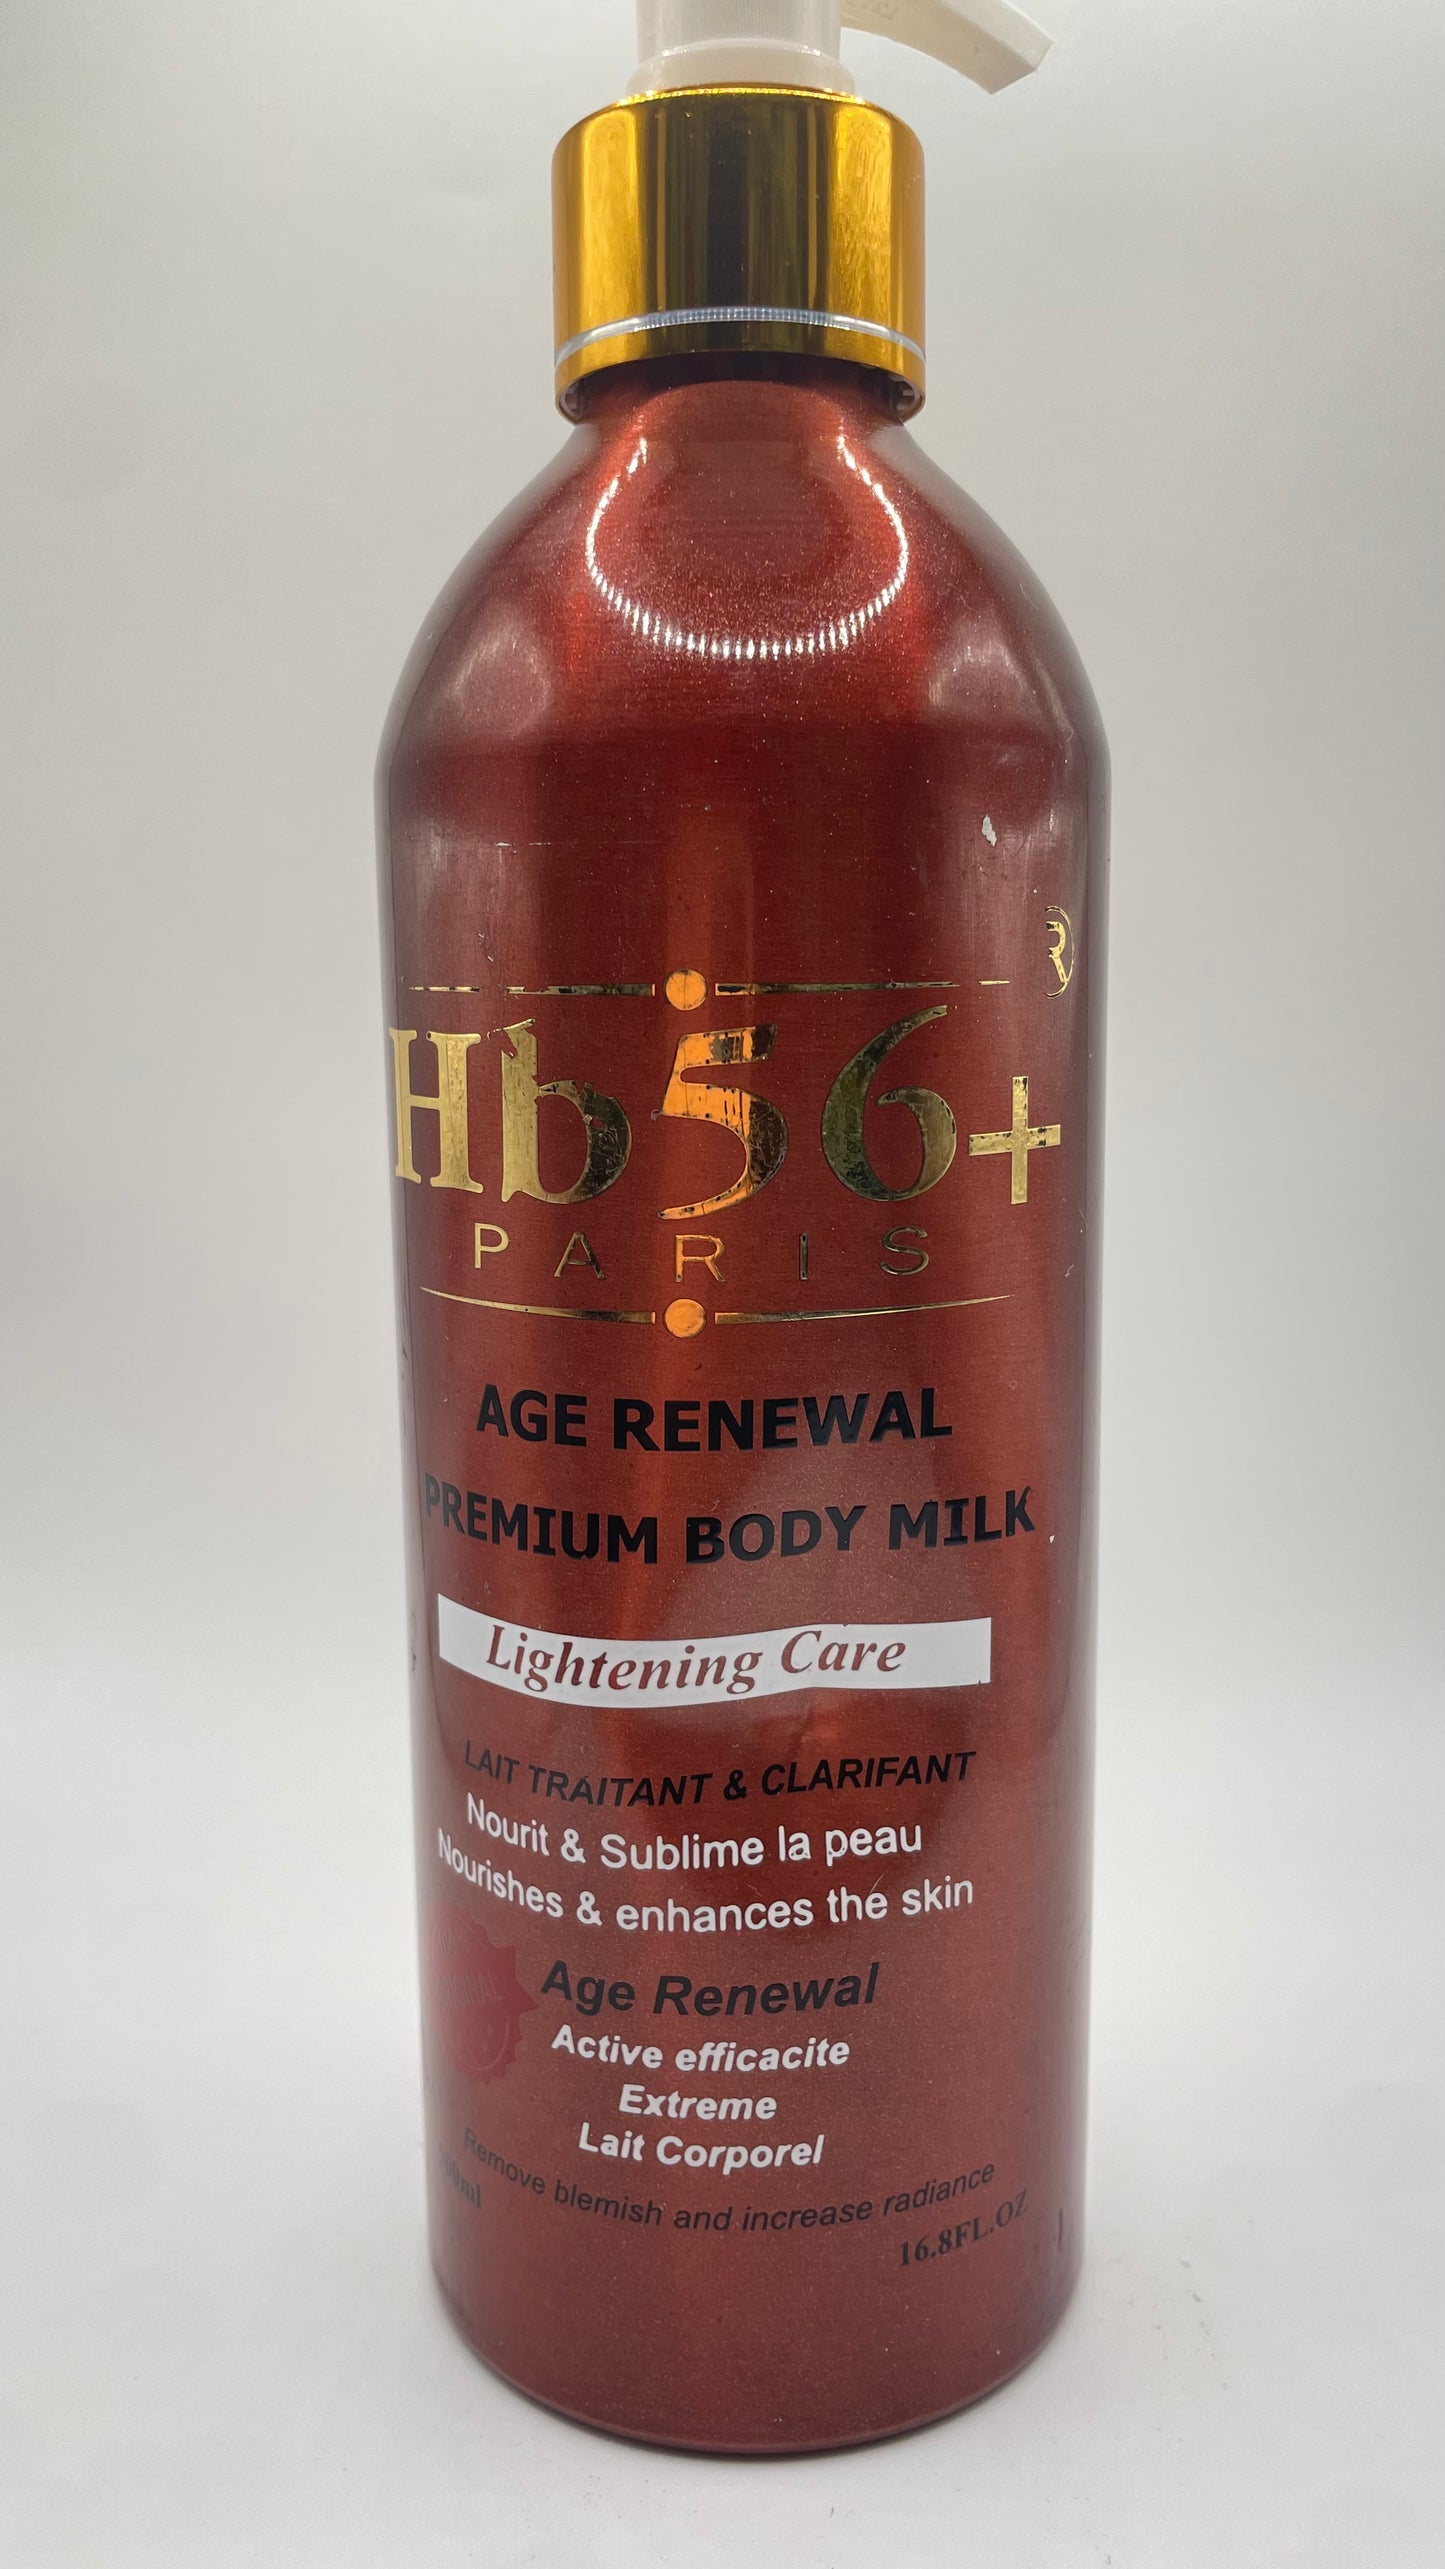 R
Hb56+
PARIS
AGE RENEWAL
PREMIUM BODY MILK
Lightening Care
LAIT TRAITANT & CLARIFANT
Nourit & Sublime la peau
Nourishes & enhances the skin
Age Renewal
Active efficacite
Extreme
Lait Corporel
Remove blemish and increase radiance
500ml
16.8FL.OZ